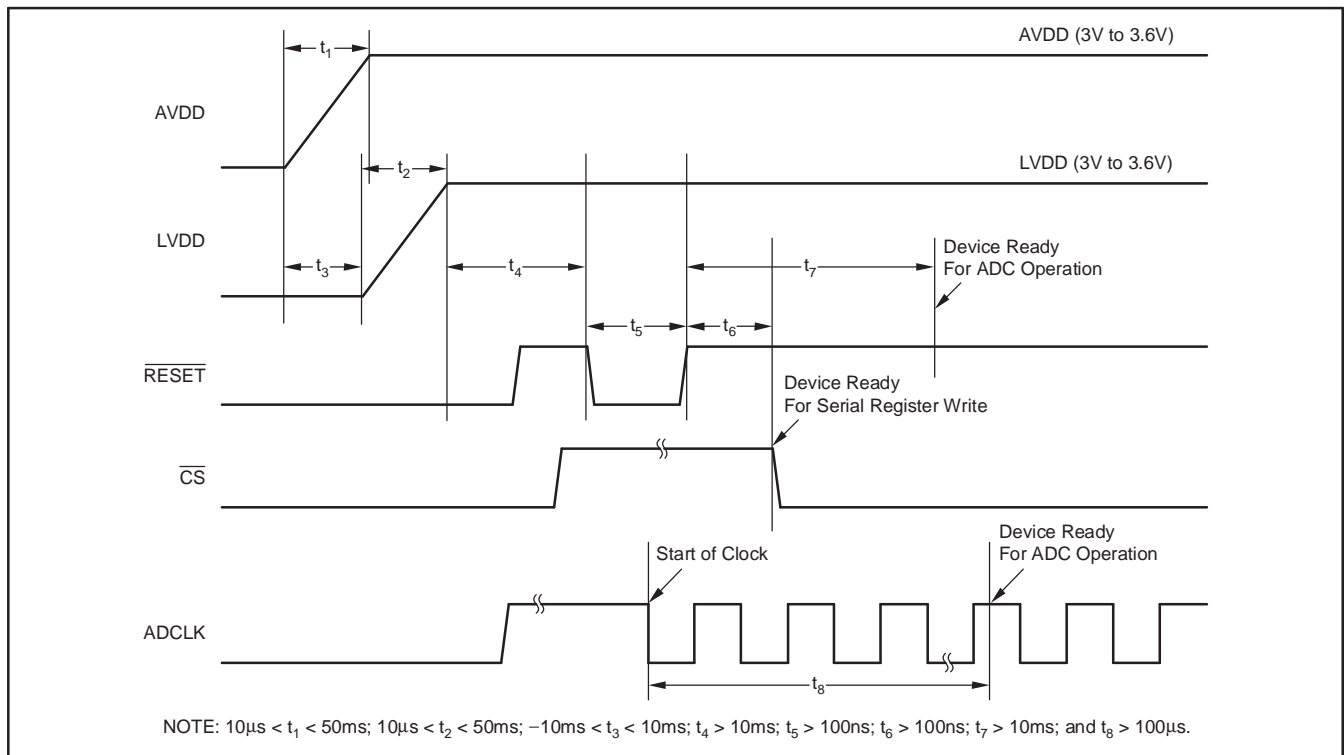 t1
AVDD (3V to 3.6V)
AVDD
t2
LVDD (3V to 3.6V)
LVDD
t3
t4
t7
Device Ready
For ADC Operation
t5
t6
RESET
Device Ready
For Serial Register Write
CS
Start of Clock
Device Ready
For ADC Operation
ADCLK
t8
NOTE: 10μs < t1 < 50ms; 10μs < t2 < 50ms; −10ms < t3 < 10ms; t4 > 10ms; t5 > 100ns; t6 > 100ns; t7 > 10ms; and t8 > 100μs.